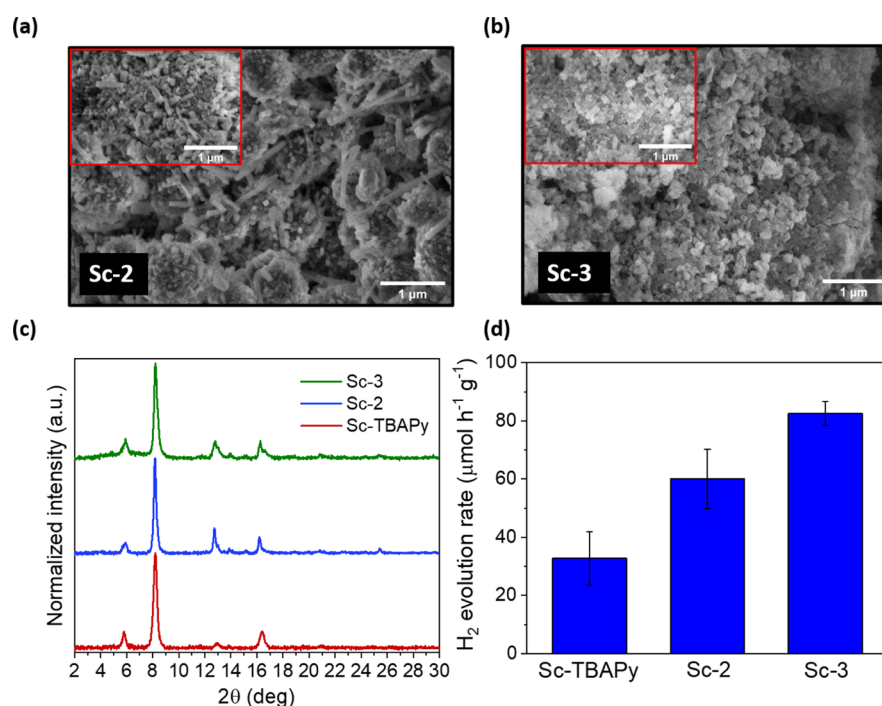 (a)
1 µm
Sc-2
1 µm
(b)
1 µm
Sc-3
1 µm
(c)
Normalized intensity (a.u.)
Sc-3
Sc-2
Sc-TBAPy
2 4 6 8 10 12 14 16 18 20 22 24 26 28 30
2θ (deg)
(d)
H₂ evolution rate (µmol h⁻¹ g⁻¹)
100
80
60
40
20
0
Sc-TBAPy Sc-2 Sc-3